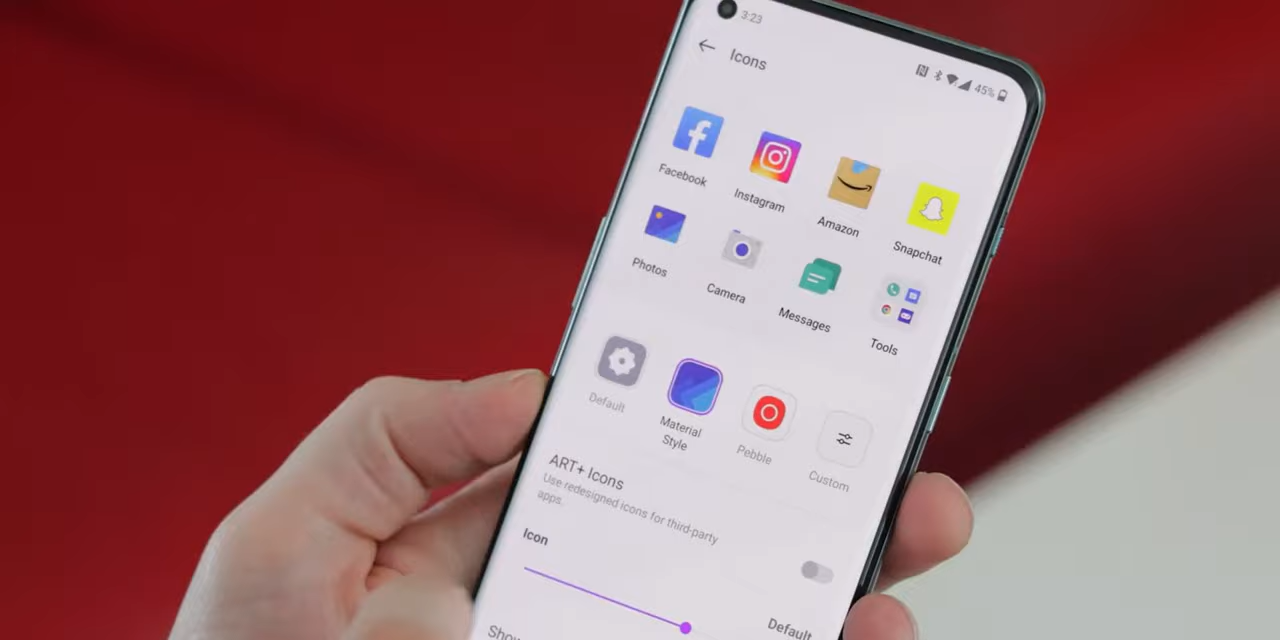 3:23
45%
Icons
Facebook
Instagram
Amazon
Snapchat
Photos
Camera
Messages
Tools
Default
Material
Style
Pebble
Custom
ART+ Icons
Use redesigned icons for third-party
apps.
Icon
Default